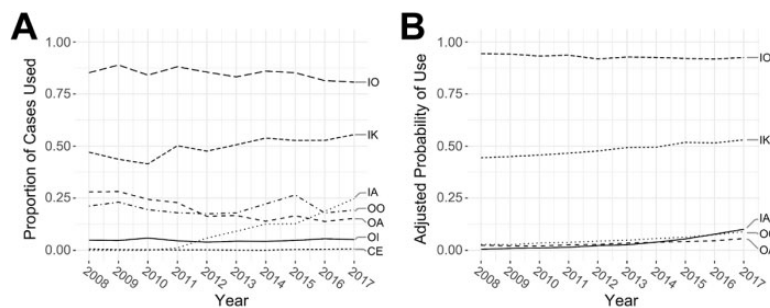 A
B
Proportion of Cases Used
1.00
0.75
0.50
0.25
0.00
IO
IK
IA
OO
OA
OI
CE
2008
2009
2010
2011
2012
2013
2014
2015
2016
2017
Year
Adjusted Probability of Use
1.00
0.75
0.50
0.25
0.00
IO
IK
IA
OA
2008
2009
2010
2011
2012
2013
2014
2015
2016
2017
Year